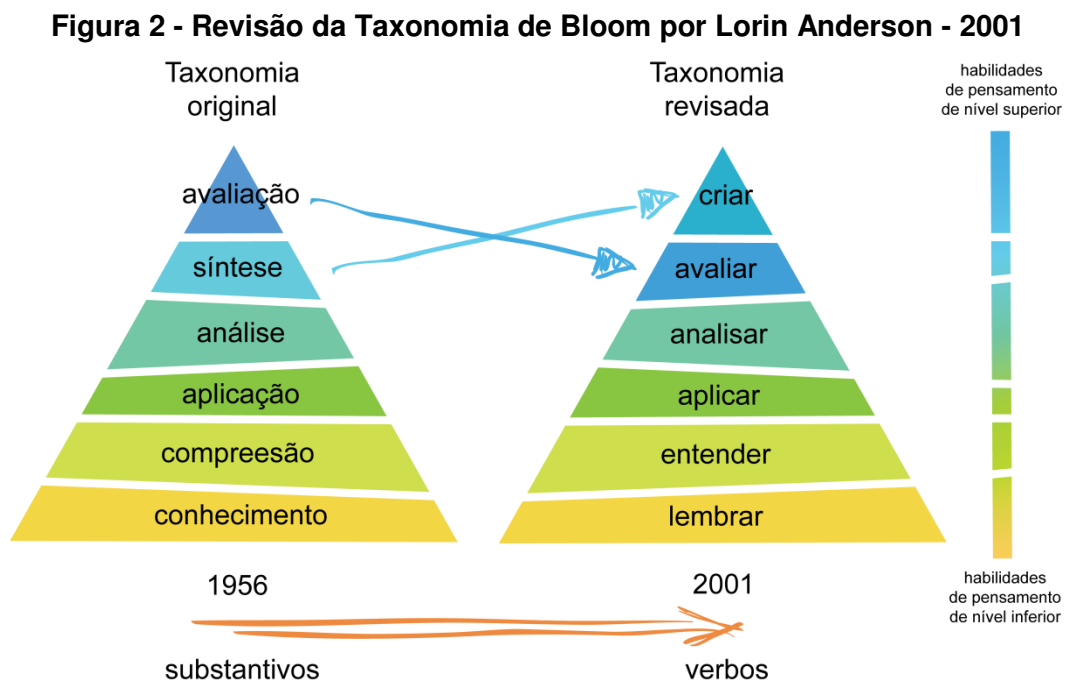 Figura 2 - Revisão da Taxonomia de Bloom por Lorin Anderson - 2001
Taxonomia
original
avaliação
síntese
análise
aplicação
compreesão
conhecimento
1956
substantivos
Taxonomia
revisada
criar
avaliar
analisar
aplicar
entender
lembrar
2001
verbos
habilidades
de pensamento
de nível superior
habilidades
de pensamento
de nível inferior